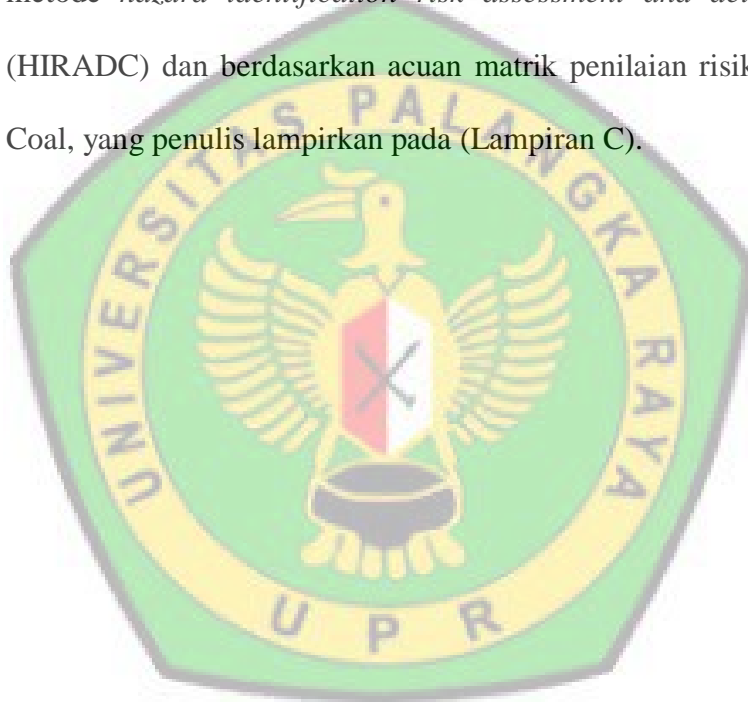 metode hazard identification risk assessment and
(HIRADC) dan berdasarkan acuan matrik penilaian
Coal, yang penulis lampirkan pada (Lampiran C).
UNIVERSITAS PALANGKA RAYA
UPR